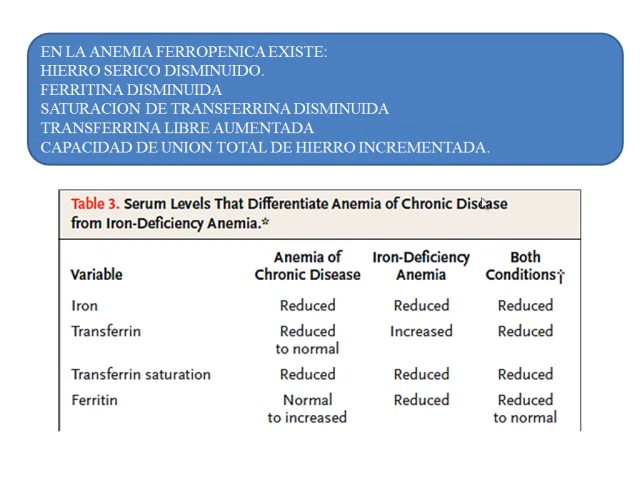 EN LA ANEMIA FERROPENICA EXISTE:
HIERRO SERICO DISMINUIDO.
FERRITINA DISMINUIDA
SATURACION DE TRANSFERRINA DISMINUIDA
TRANSFERRINA LIBRE AUMENTADA
CAPACIDAD DE UNION TOTAL DE HIERRO INCREMENTADA.
Table 3. Serum Levels That Differentiate Anemia of Chronic Disease
from Iron-Deficiency Anemia.*
Variable Anemia of Chronic Disease Iron-Deficiency Anemia Both Conditions†
Iron Reduced Reduced Reduced
Transferrin Reduced to normal Increased Reduced
Transferrin saturation Reduced Reduced Reduced
Ferritin Normal to increased Reduced Reduced to normal